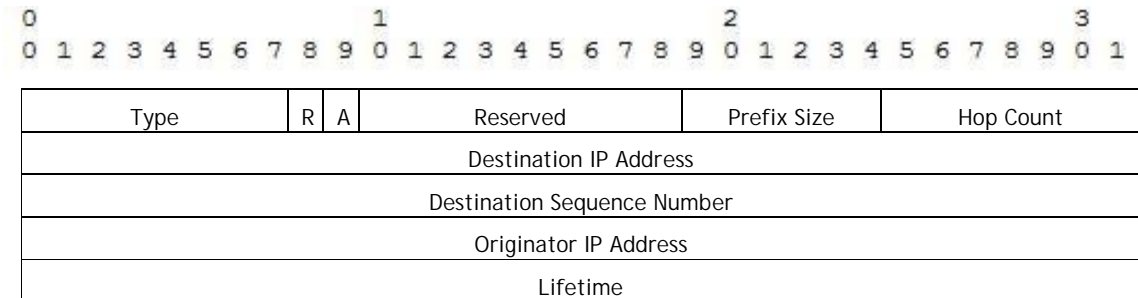 0 1 2 3
0 1 2 3 4 5 6 7 8 9 0 1 2 3 4 5 6 7 8 9 0 1 2 3 4 5 6 7 8 9 0 1
Type R A Reserved Prefix Size Hop Count
Destination IP Address
Destination Sequence Number
Originator IP Address
Lifetime